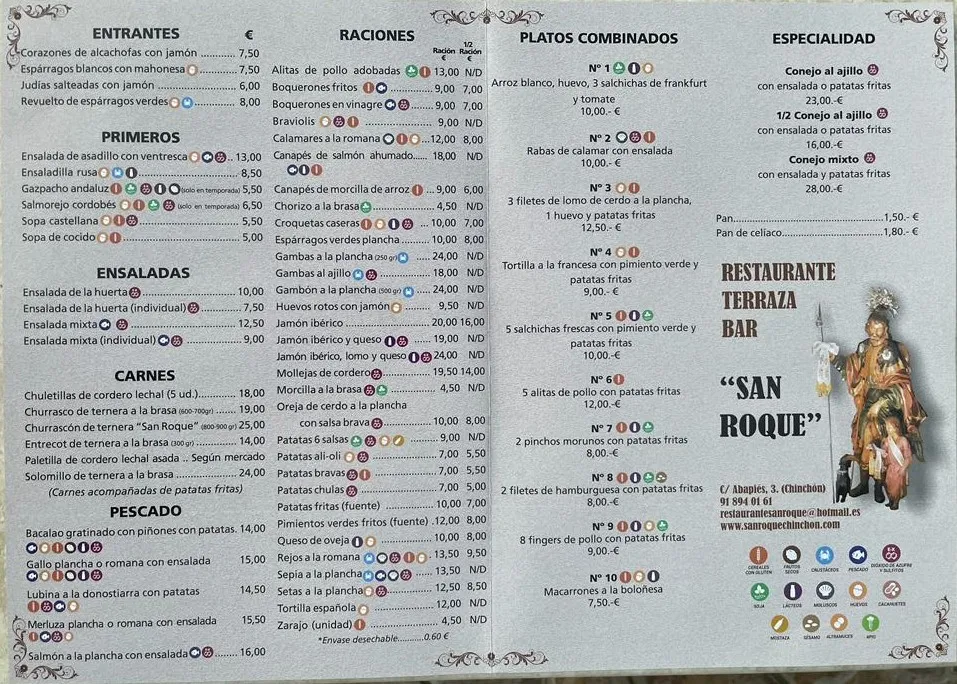 ENTRANTES €
Corazones de alcachofas con jamón ........... 7,50
Espárragos blancos con mahonesa ........... 7,50
Judías salteadas con jamón ........... 6,00
Revuelto de espárragos verdes ........... 8,00
PRIMEROS
Ensalada de asadillo con ventresca .. 13,00
Ensaladilla rusa ........... 8,50
Gazpacho andaluz (solo en temporada) 5,50
Salmorejo cordobés (solo en temporada) 6,50
Sopa castellana ........... 5,50
Sopa de cocido ........... 5,00
ENSALADAS
Ensalada de la huerta ........... 10,00
Ensalada de la huerta (individual) ........... 7,50
Ensalada mixta ........... 12,50
Ensalada mixta (individual) ........... 9,00
CARNES
Chuletillas de cordero lechal (5 ud.) ........... 18,00
Churrasco de ternera a la brasa (600-700gr) ... 19,00
Churrascón de ternera "San Roque" (800-900 gr) 25,00
Entrecot de ternera a la brasa (300 gr) ........... 14,00
Paletilla de cordero lechal asada .. Según mercado
Solomillo de ternera a la brasa ........... 24,00
(Carnes acompañadas de patatas fritas)
PESCADO
Bacalao gratinado con piñones con patatas. 14,00
Gallo plancha o romana con ensalada 15,00
Lubina a la donostiarra con patatas 14,50
Merluza plancha o romana con ensalada 15,50
Salmón a la plancha con ensalada ........... 16,00
RACIONES
Ración € 1/2 Ración €
Alitas de pollo adobadas 13,00 N/D
Boquerones fritos ........... 9,00 7,00
Boquerones en vinagre ........... 9,00 7,00
Braviolis ........... 9,00 N/D
Calamares a la romana ...12,00 8,00
Canapés de salmón ahumado...... 18,00 N/D
Canapés de morcilla de arroz ... 9,00 6,00
Chorizo a la brasa ........... 4,50 N/D
Croquetas caseras ... 10,00 7,00
Espárragos verdes plancha ........ 10,00 8,00
Gambas a la plancha (250 gr) ........... 24,00 N/D
Gambas al ajillo ........... 18,00 N/D
Gambón a la plancha (500 gr) ........... 24,00 N/D
Huevos rotos con jamón ........... 9,50 N/D
Jamón ibérico ........... 20,00 16,00
Jamón ibérico y queso ........... 19,00 N/D
Jamón ibérico, lomo y queso 24,00 N/D
Mollejas de cordero ........... 19,50 14,00
Morcilla a la brasa ........... 4,50 N/D
Oreja de cerdo a la plancha
con salsa brava ........... 10,00 8,00
Patatas 6 salsas 9,00 N/D
Patatas ali-oli ........... 7,00 5,50
Patatas bravas ........... 7,00 5,50
Patatas chulas ........... 7,00 5,00
Patatas fritas (fuente) ........... 10,00 7,00
Pimientos verdes fritos (fuente) .12,00 8,00
Queso de oveja ........... 10,00 8,00
Rejos a la romana .. 13,50 9,50
Sepia a la plancha ... 13,50 N/D
Setas a la plancha ........... 12,50 8,50
Tortilla española ........... 12,00 N/D
Zarajo (unidad) ........... 4,50 N/D
*Envase desechable..........0.60 €
PLATOS COMBINADOS
Nº 1
Arroz blanco, huevo, 3 salchichas de frankfurt
y tomate
10,00.- €
Nº 2
Rabas de calamar con ensalada
10,00.- €
Nº 3
3 filetes de lomo de cerdo a la plancha,
1 huevo y patatas fritas
12,50.- €
Nº 4
Tortilla a la francesa con pimiento verde y
patatas fritas
9,00.- €
Nº 5
5 salchichas frescas con pimiento verde y
patatas fritas
10,00.-€
Nº 6
5 alitas de pollo con patatas fritas
12,00.-€
Nº 7
2 pinchos morunos con patatas fritas
8,00.-€
Nº 8
2 filetes de hamburguesa con patatas fritas
8,00.-€
Nº 9
8 fingers de pollo con patatas fritas
9,00.-€
Nº 10
Macarrones a la boloñesa
7,50.-€
ESPECIALIDAD
Conejo al ajillo
con ensalada o patatas fritas
23,00.-€
1/2 Conejo al ajillo
con ensalada o patatas fritas
16,00.-€
Conejo mixto
con ensalada y patatas fritas
28,00.-€
Pan...........1,50.- €
Pan de celiaco...........1,80.- €
RESTAURANTE
TERRAZA
BAR
"SAN
ROQUE"
C/ Abapiés, 3. (Chinchón)
91 894 01 61
restaurantesanroque@hotmail.es
www.sanroquechinchon.com
CEREALES CON GLUTEN
FRUTOS SECOS
CRUSTÁCEOS
PESCADO
DIÓXIDO DE AZUFRE Y SULFITOS
SOJA
LÁCTEOS
MOLUSCOS
HUEVOS
CACAHUETES
MOSTAZA
SÉSAMO
ALTRAMUCES
APIO